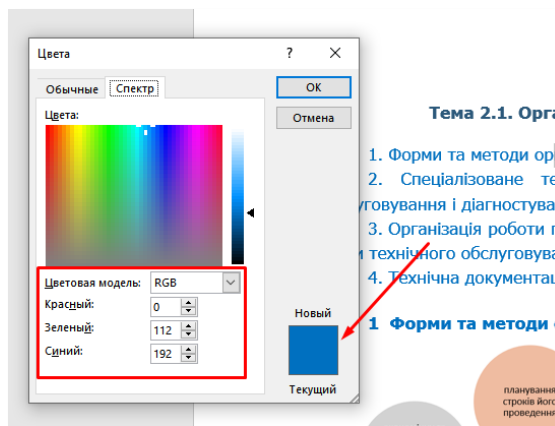 Цвета
?
Обычные
Спектр
ОК
Отмена
Цвета:
Цветовая модель:
RGB
Красный:
0
Зеленый:
112
Синий:
192
Новый
Текущий
Тема 2.1. Орга
1. Форми та методи ор
2. Спеціалізоване те
уговування і діагностува
3. Організація роботи п
и технічного обслуговува
4. Технічна документац
1 Форми та методи
планування
строків його
проведення